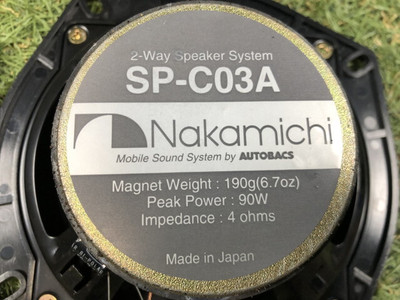 2-Way Speaker System
SP-C03A
Nakamichi
Mobile Sound System by AUTOBACS
Magnet Weight : 190g(6.7oz)
Peak Power : 90W
Impedance : 4 ohms
Made in Japan